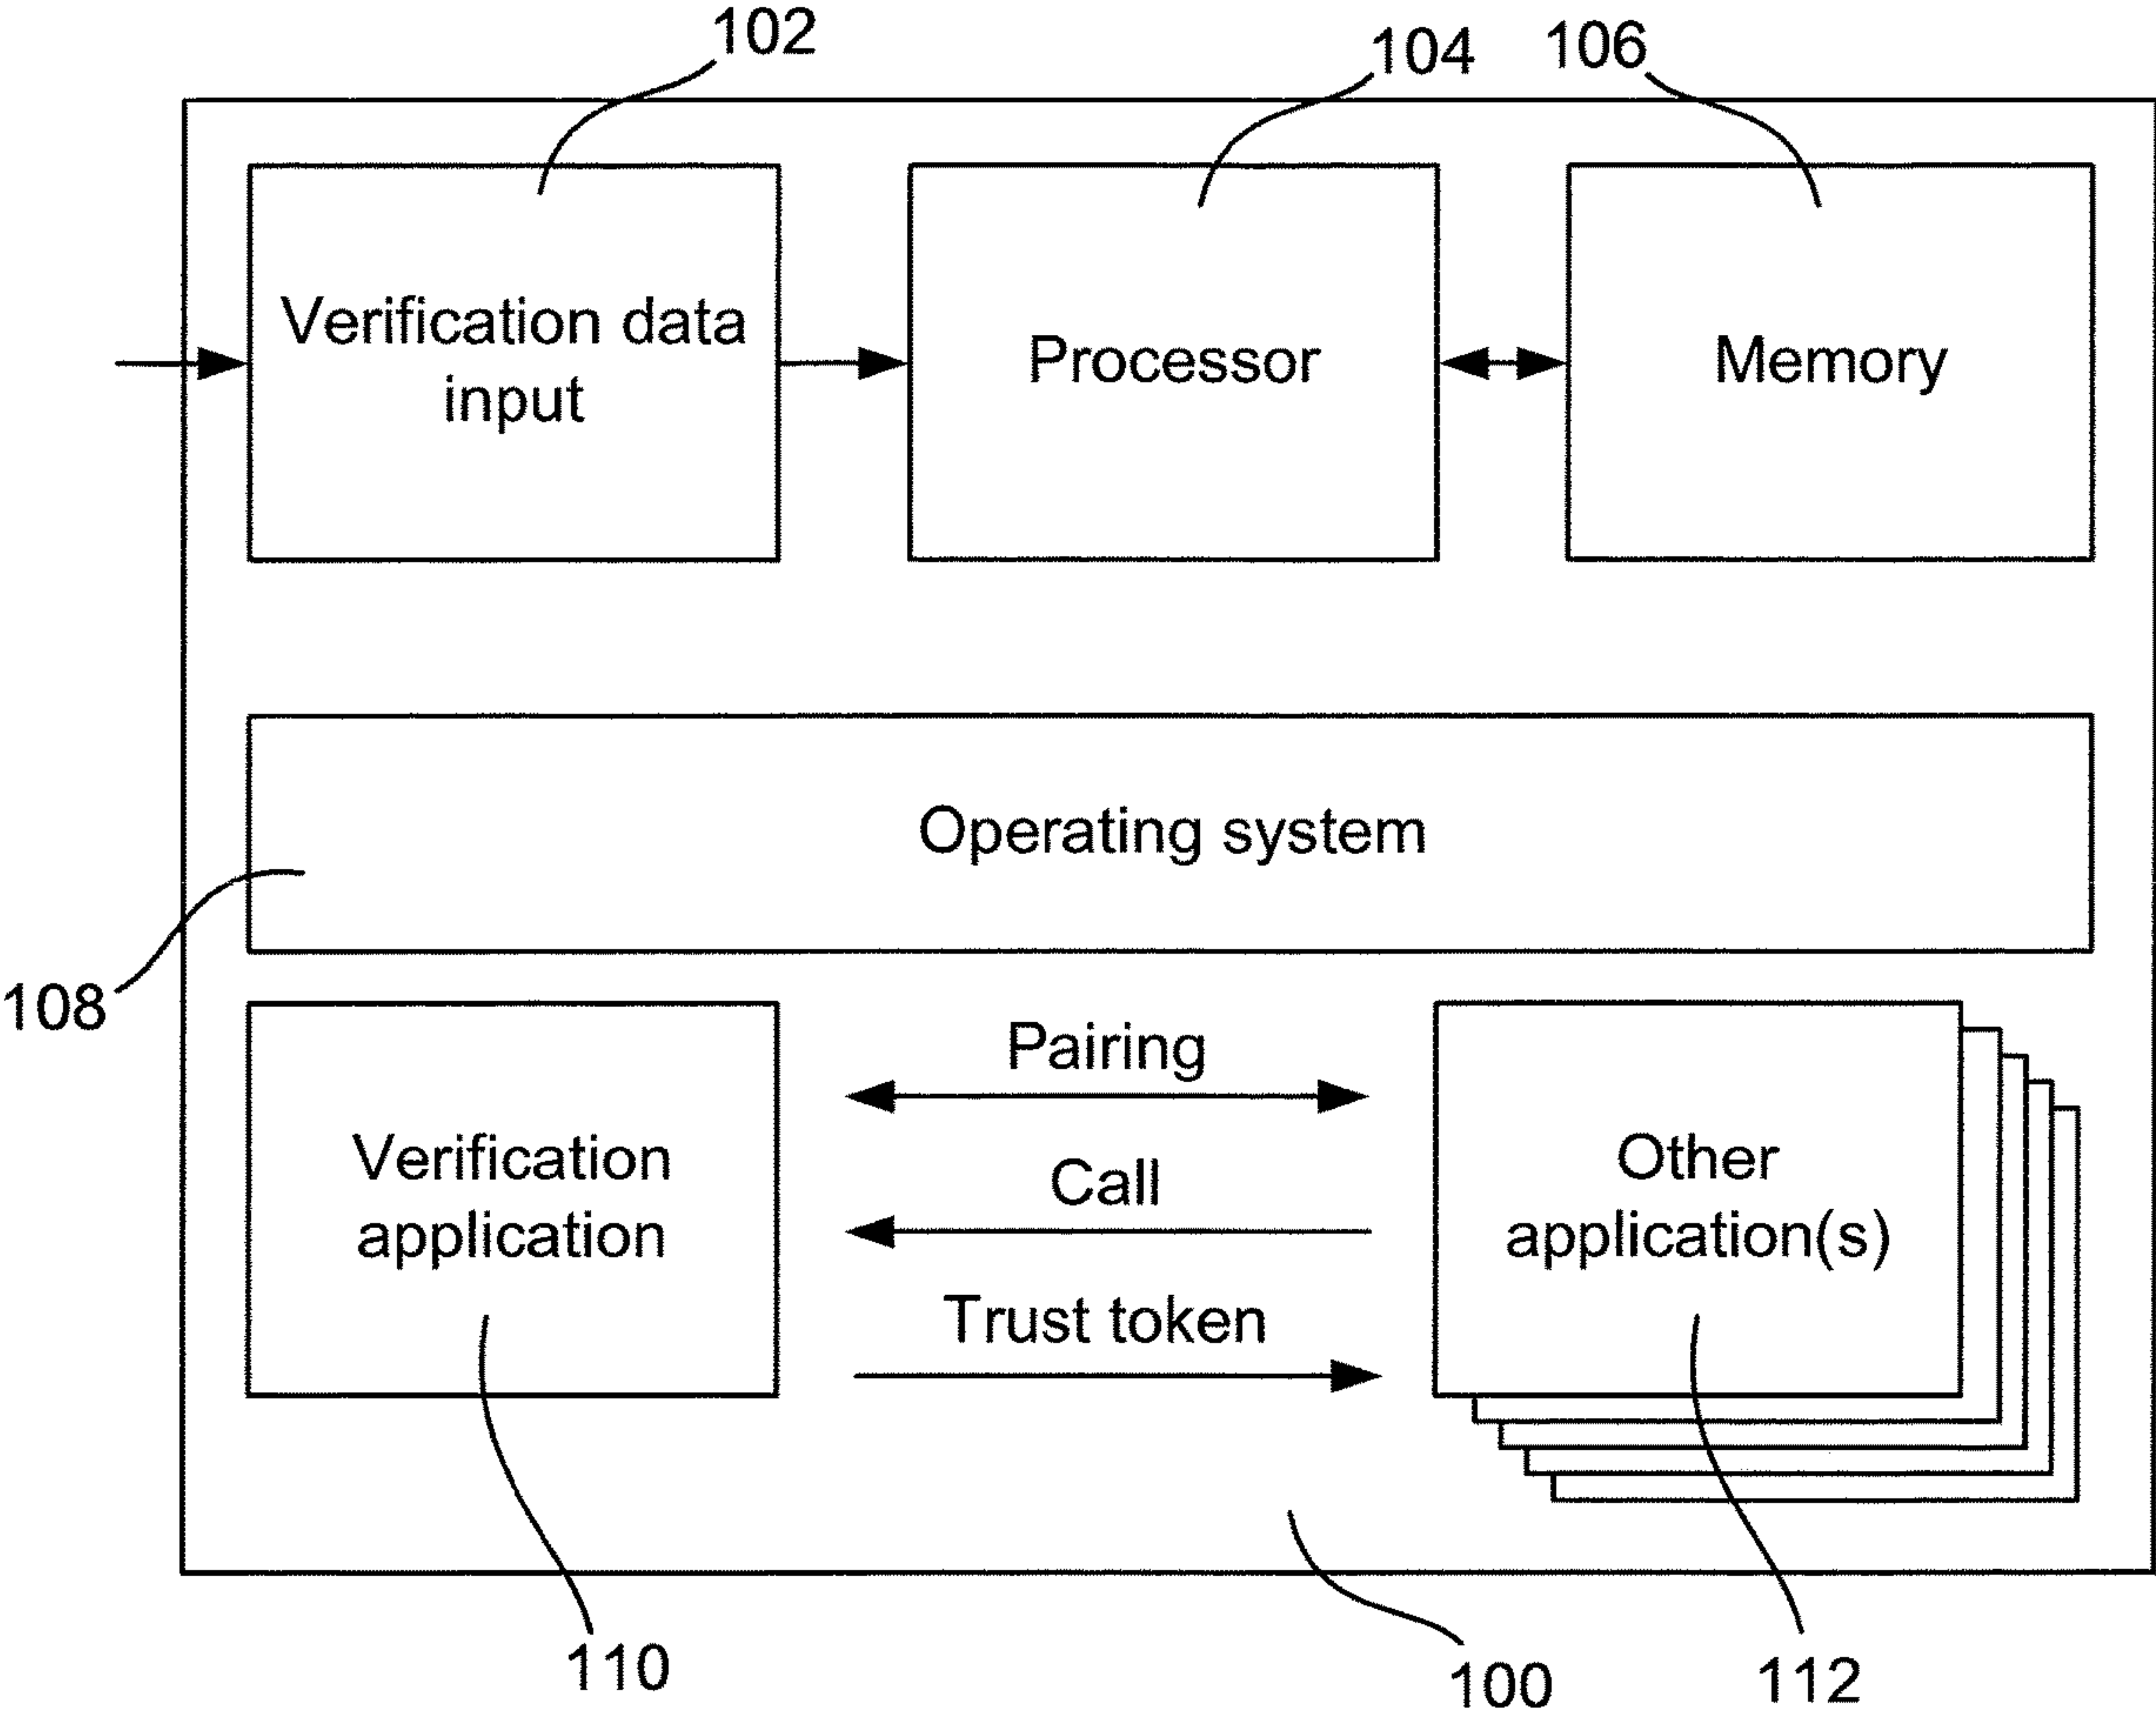 102
104
106
Verification data
input
Processor
Memory
Operating system
108
Verification
application
Pairing
Call
Trust token
Other
application(s)
110
100
112